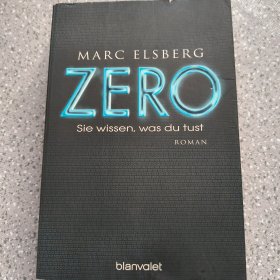 MARC ELSBERG
ZERO
Sie wissen, was du tust
ROMAN
blanvalet